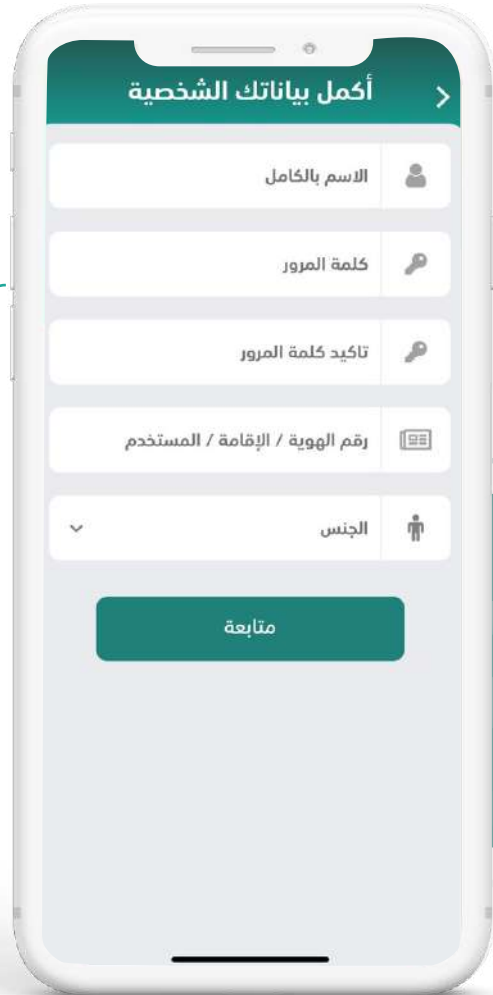 أكمل بياناتك الشخصية
الاسم بالكامل
كلمة المرور
تاكيد كلمة المرور
رقم الهوية / الإقامة / المستخدم
الجنس
متابعة